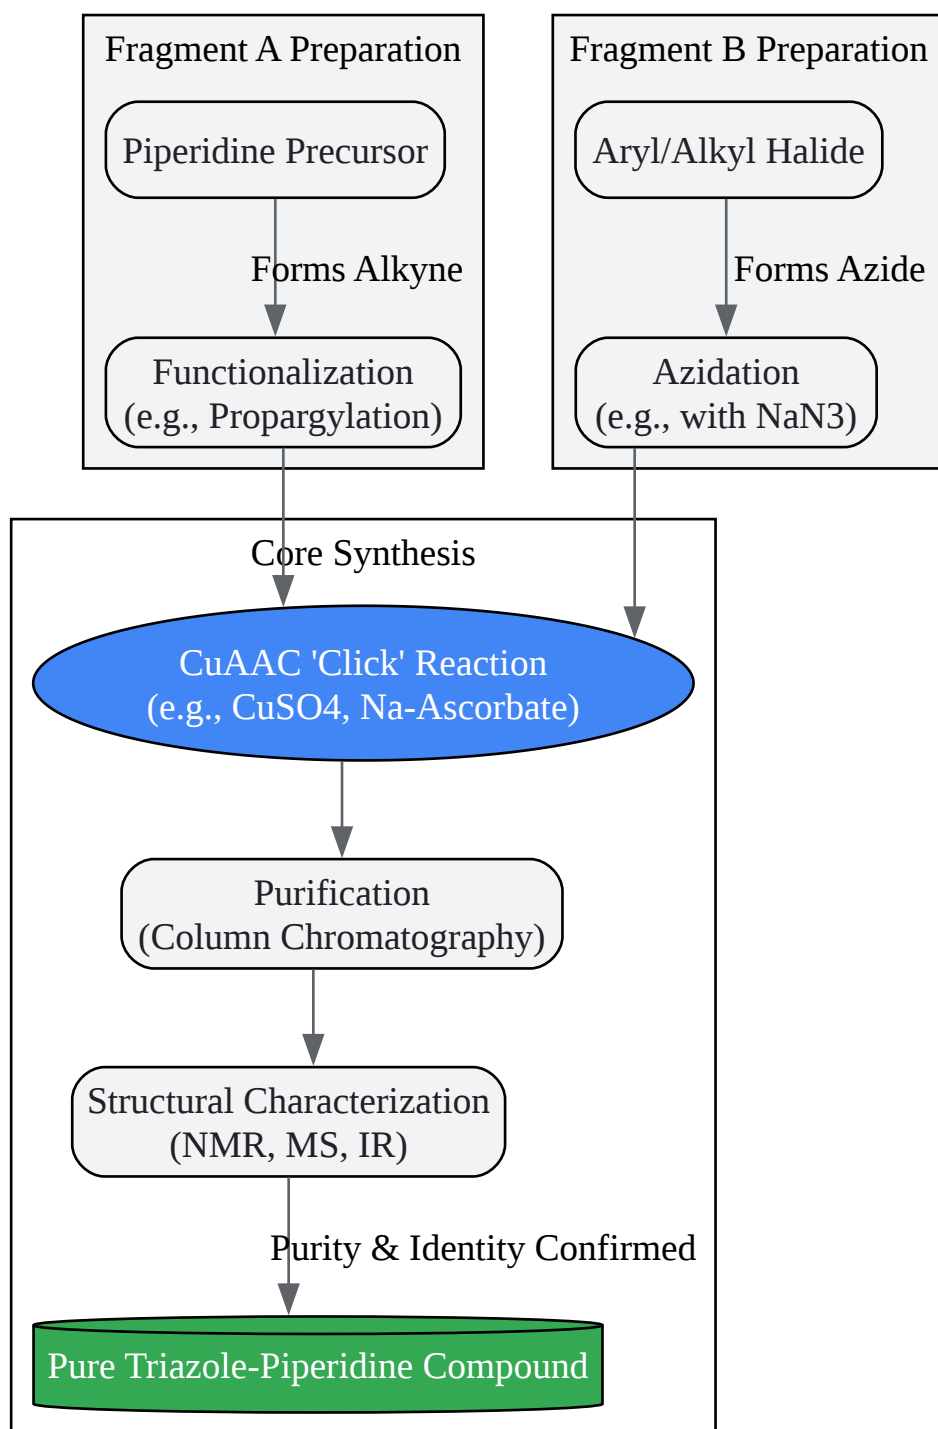 Fragment A Preparation
Piperidine Precursor
Forms Alkyne
Functionalization
(e.g., Propargylation)
Fragment B Preparation
Aryl/Alkyl Halide
Forms Azide
Azidation
(e.g., with NaN3)
Core Synthesis
CuAAC 'Click' Reaction
(e.g., CuSO4, Na-Ascorbate)
Purification
(Column Chromatography)
Structural Characterization
(NMR, MS, IR)
Purity & Identity Confirmed
Pure Triazole-Piperidine Compound